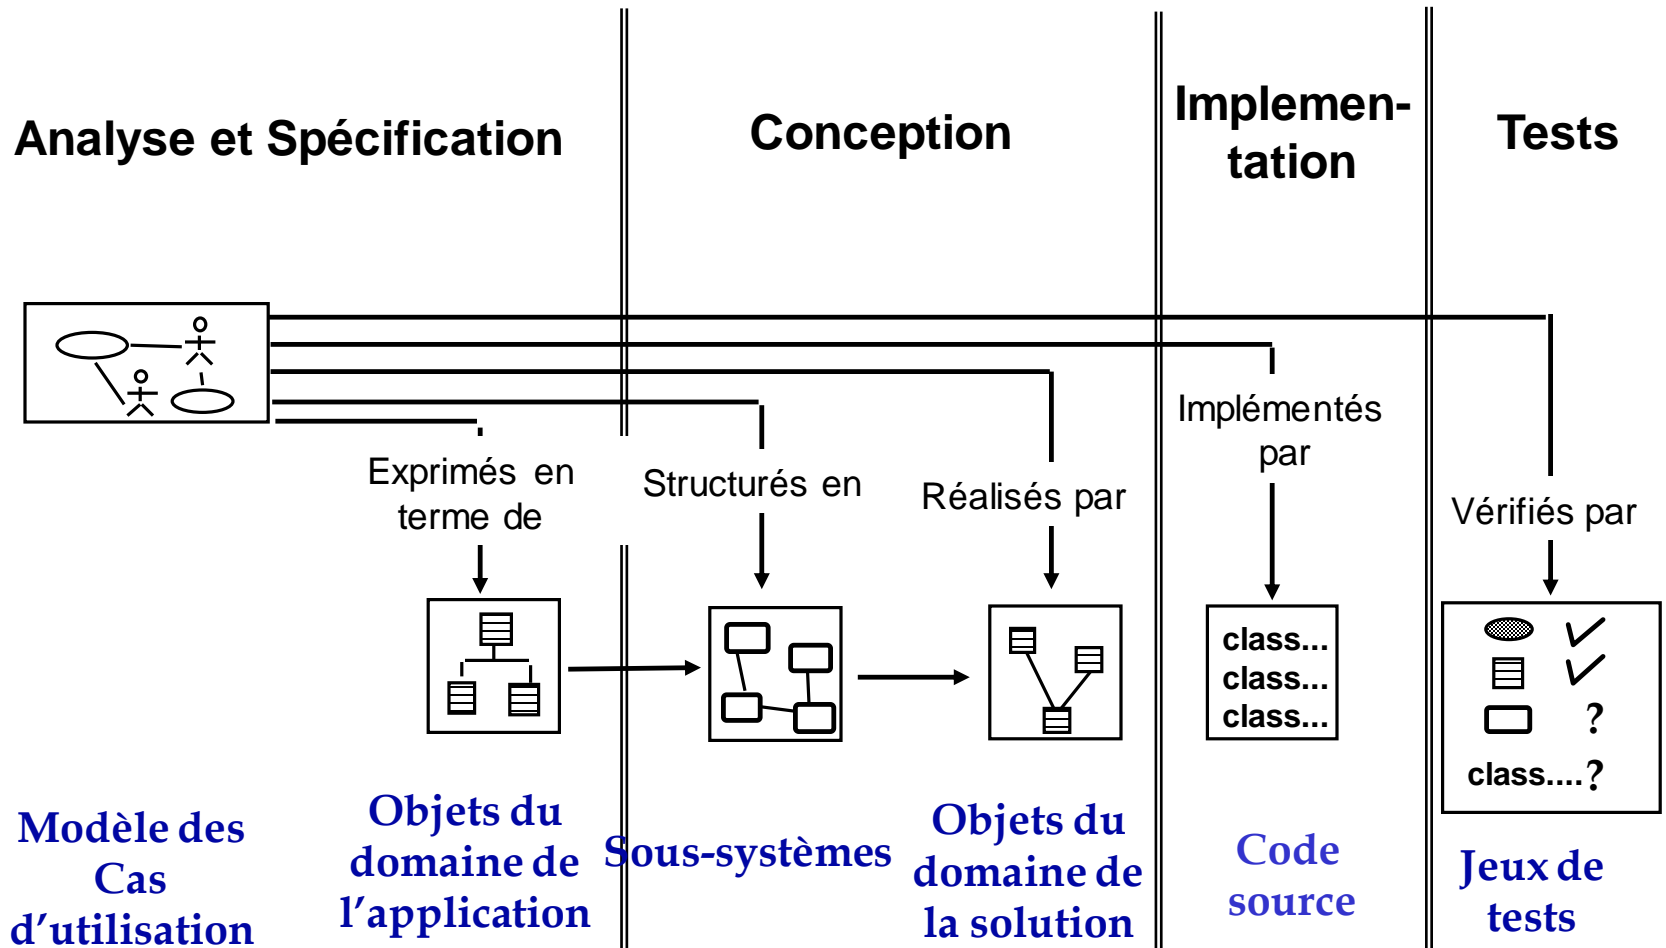 Analyse et Spécification
Conception
Implemen-
tation
Tests
Exprimés en
terme de
Structurés en
Réalisés par
Implémentés
par
Vérifiés par
class...
class...
class...
?
class....?
Modèle des
Cas
d’utilisation
Objets du
domaine de
l’application
Sous-systèmes
Objets du
domaine de
la solution
Code
source
Jeux de
tests